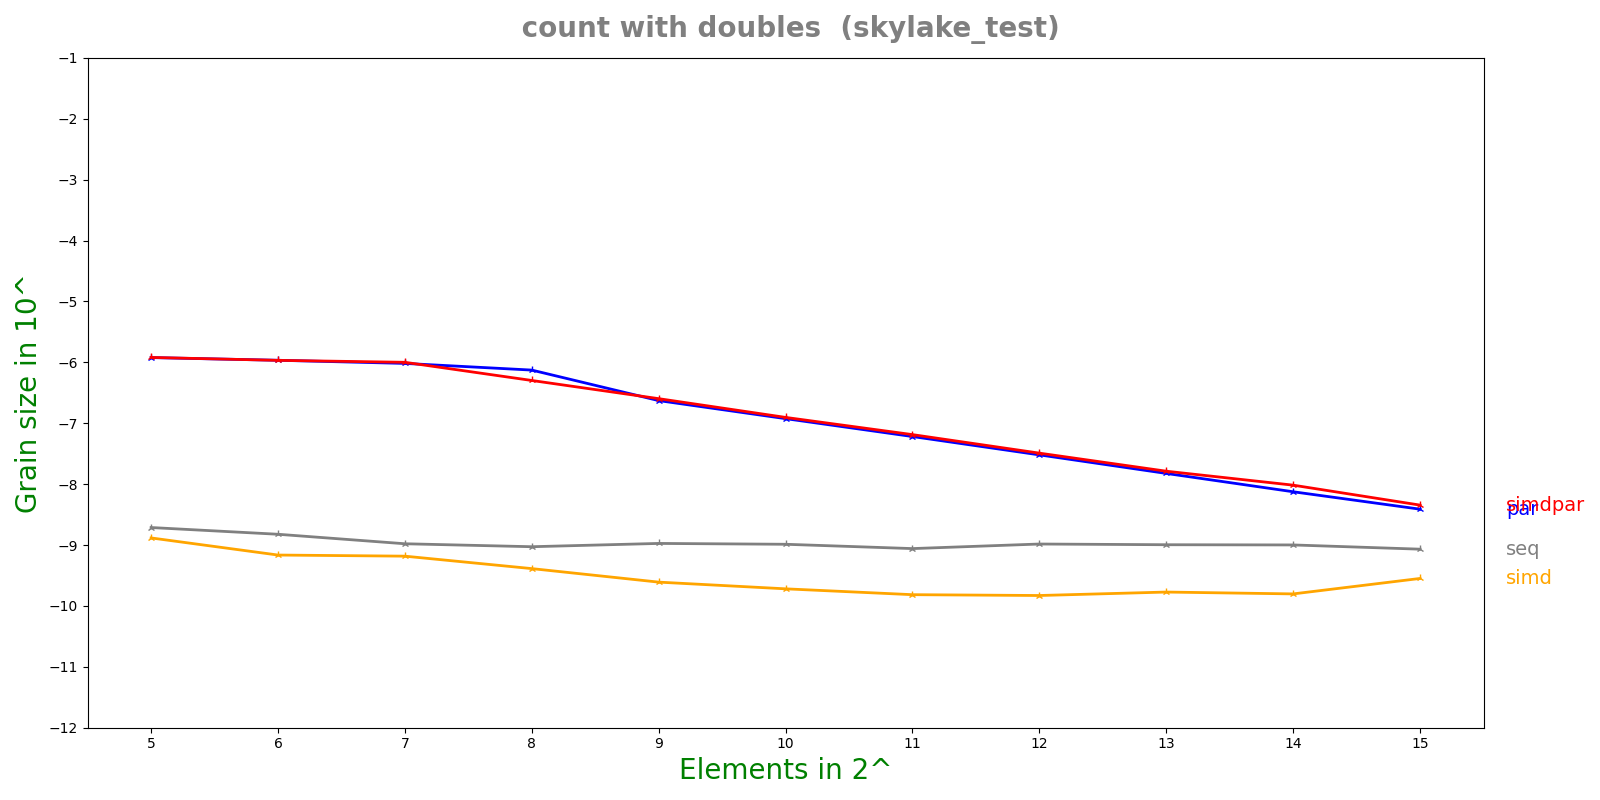 count with doubles  (skylake_test)
−1
−2
−3
−4
−5
−6
−7
−8
−9
−10
−11
−12
Grain size in 10^
5 6 7 8 9 10 11 12 13 14 15
Elements in 2^
simdpar
par
seq
simd